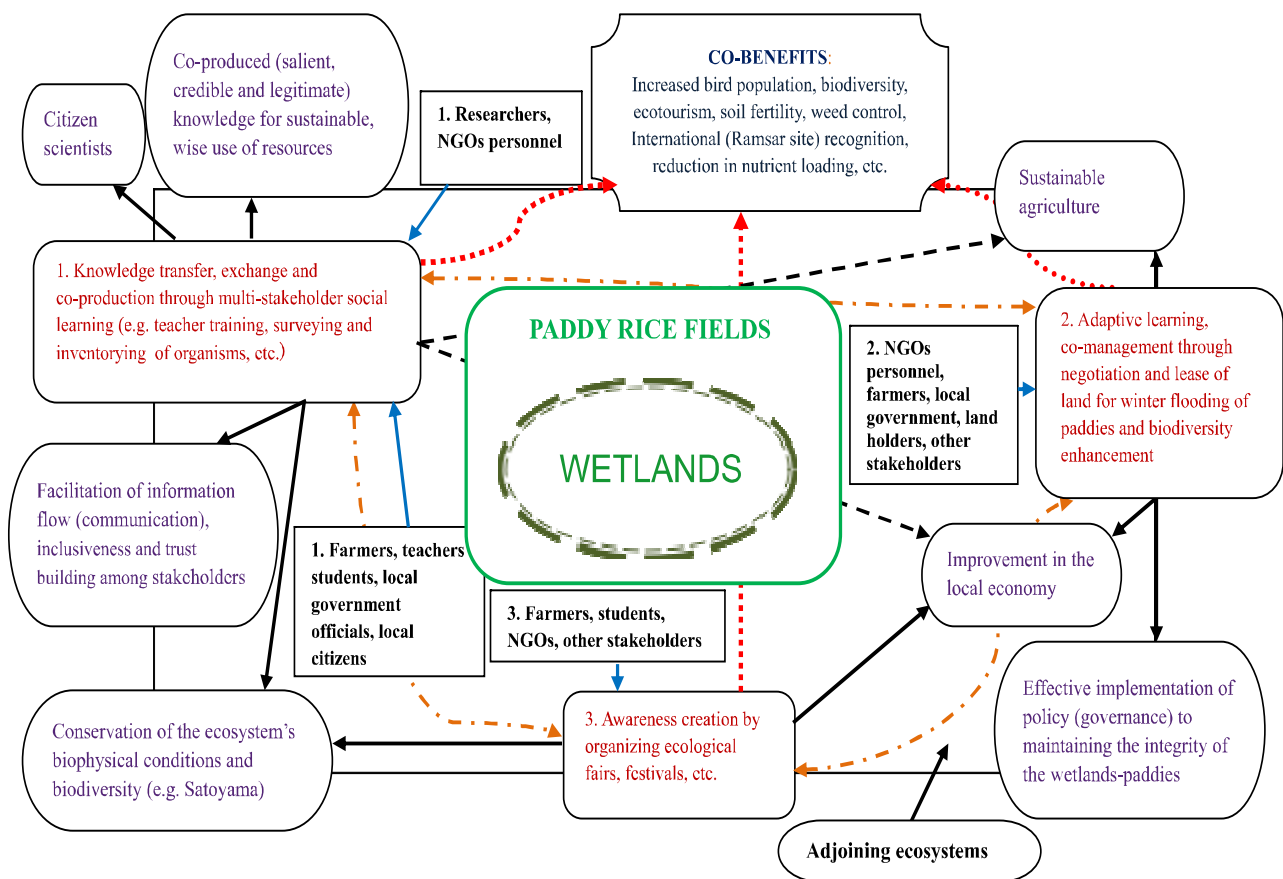 Co-produced (salient,
credible and legitimate)
knowledge for sustainable,
wise use of resources
CO-BENEFITS:
Increased bird population, biodiversity,
ecotourism, soil fertility, weed control,
International (Ramsar site) recognition,
reduction in nutrient loading, etc.
Citizen
scientists
1. Researchers,
NGOs personnel
Sustainable
agriculture
1. Knowledge transfer, exchange and
co-production through multi-stakeholder social
learning (e.g. teacher training, surveying and
inventorying of organisms, etc.)
PADDY RICE FIELDS
WETLANDS
2. NGOs
personnel,
farmers, local
government, land
holders, other
stakeholders
2. Adaptive learning,
co-management through
negotiation and lease of
land for winter flooding of
paddies and biodiversity
enhancement
Facilitation of information
flow (communication),
inclusiveness and trust
building among stakeholders
1. Farmers, teachers
students, local
government
officials, local
citizens
3. Farmers, students,
NGOs, other stakeholders
Improvement in the
local economy
Conservation of the ecosystem's
biophysical conditions and
biodiversity (e.g. Satoyama)
3. Awareness creation by
organizing ecological
fairs, festivals, etc.
Effective implementation of
policy (governance) to
maintaining the integrity of
the wetlands-paddies
Adjoining ecosystems